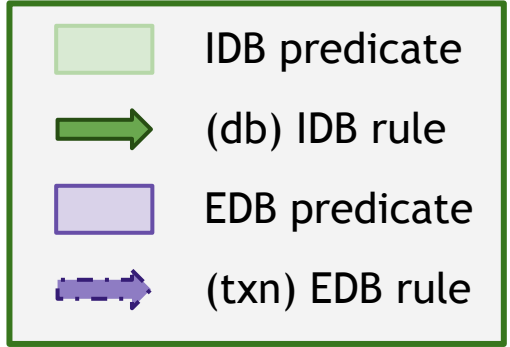 IDB predicate
(db) IDB rule
EDB predicate
(txn) EDB rule